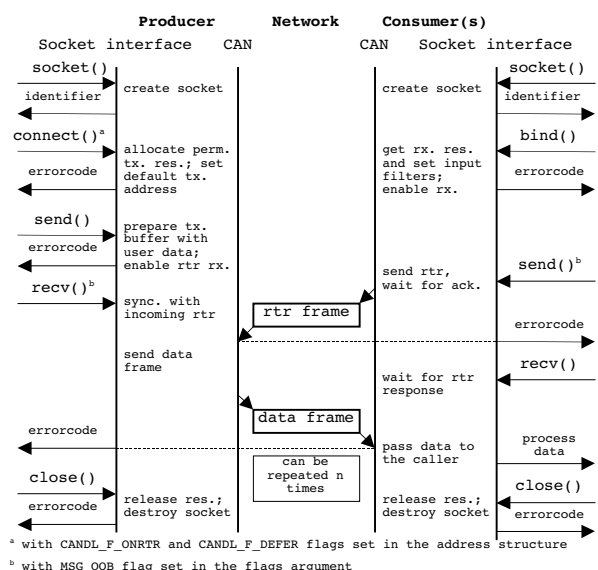 Producer Network Consumer(s)
Socket interface CAN CAN Socket interface
socket() socket()
create socket create socket
identifier identifier
connect()ᵃ bind()
allocate perm. get rx. res.
tx. res.; set and set input
errorcode errorcode
default tx. filters;
address enable rx.
send()
prepare tx.
buffer with
errorcode
user data;
enable rtr rx.
send rtr, send()ᵇ
wait for ack.
recv()ᵇ
sync. with
incoming rtr
rtr frame
errorcode
send data
frame
recv()
wait for rtr
response
data frame
errorcode
pass data to process
the caller data
can be
repeated n
times
close() close()
release res.; release res.;
destroy socket destroy socket
errorcode errorcode
ᵃ with CANDL_F_ONRTR and CANDL_F_DEFER flags set in the address structure
ᵇ with MSG_OOB flag set in the flags argument